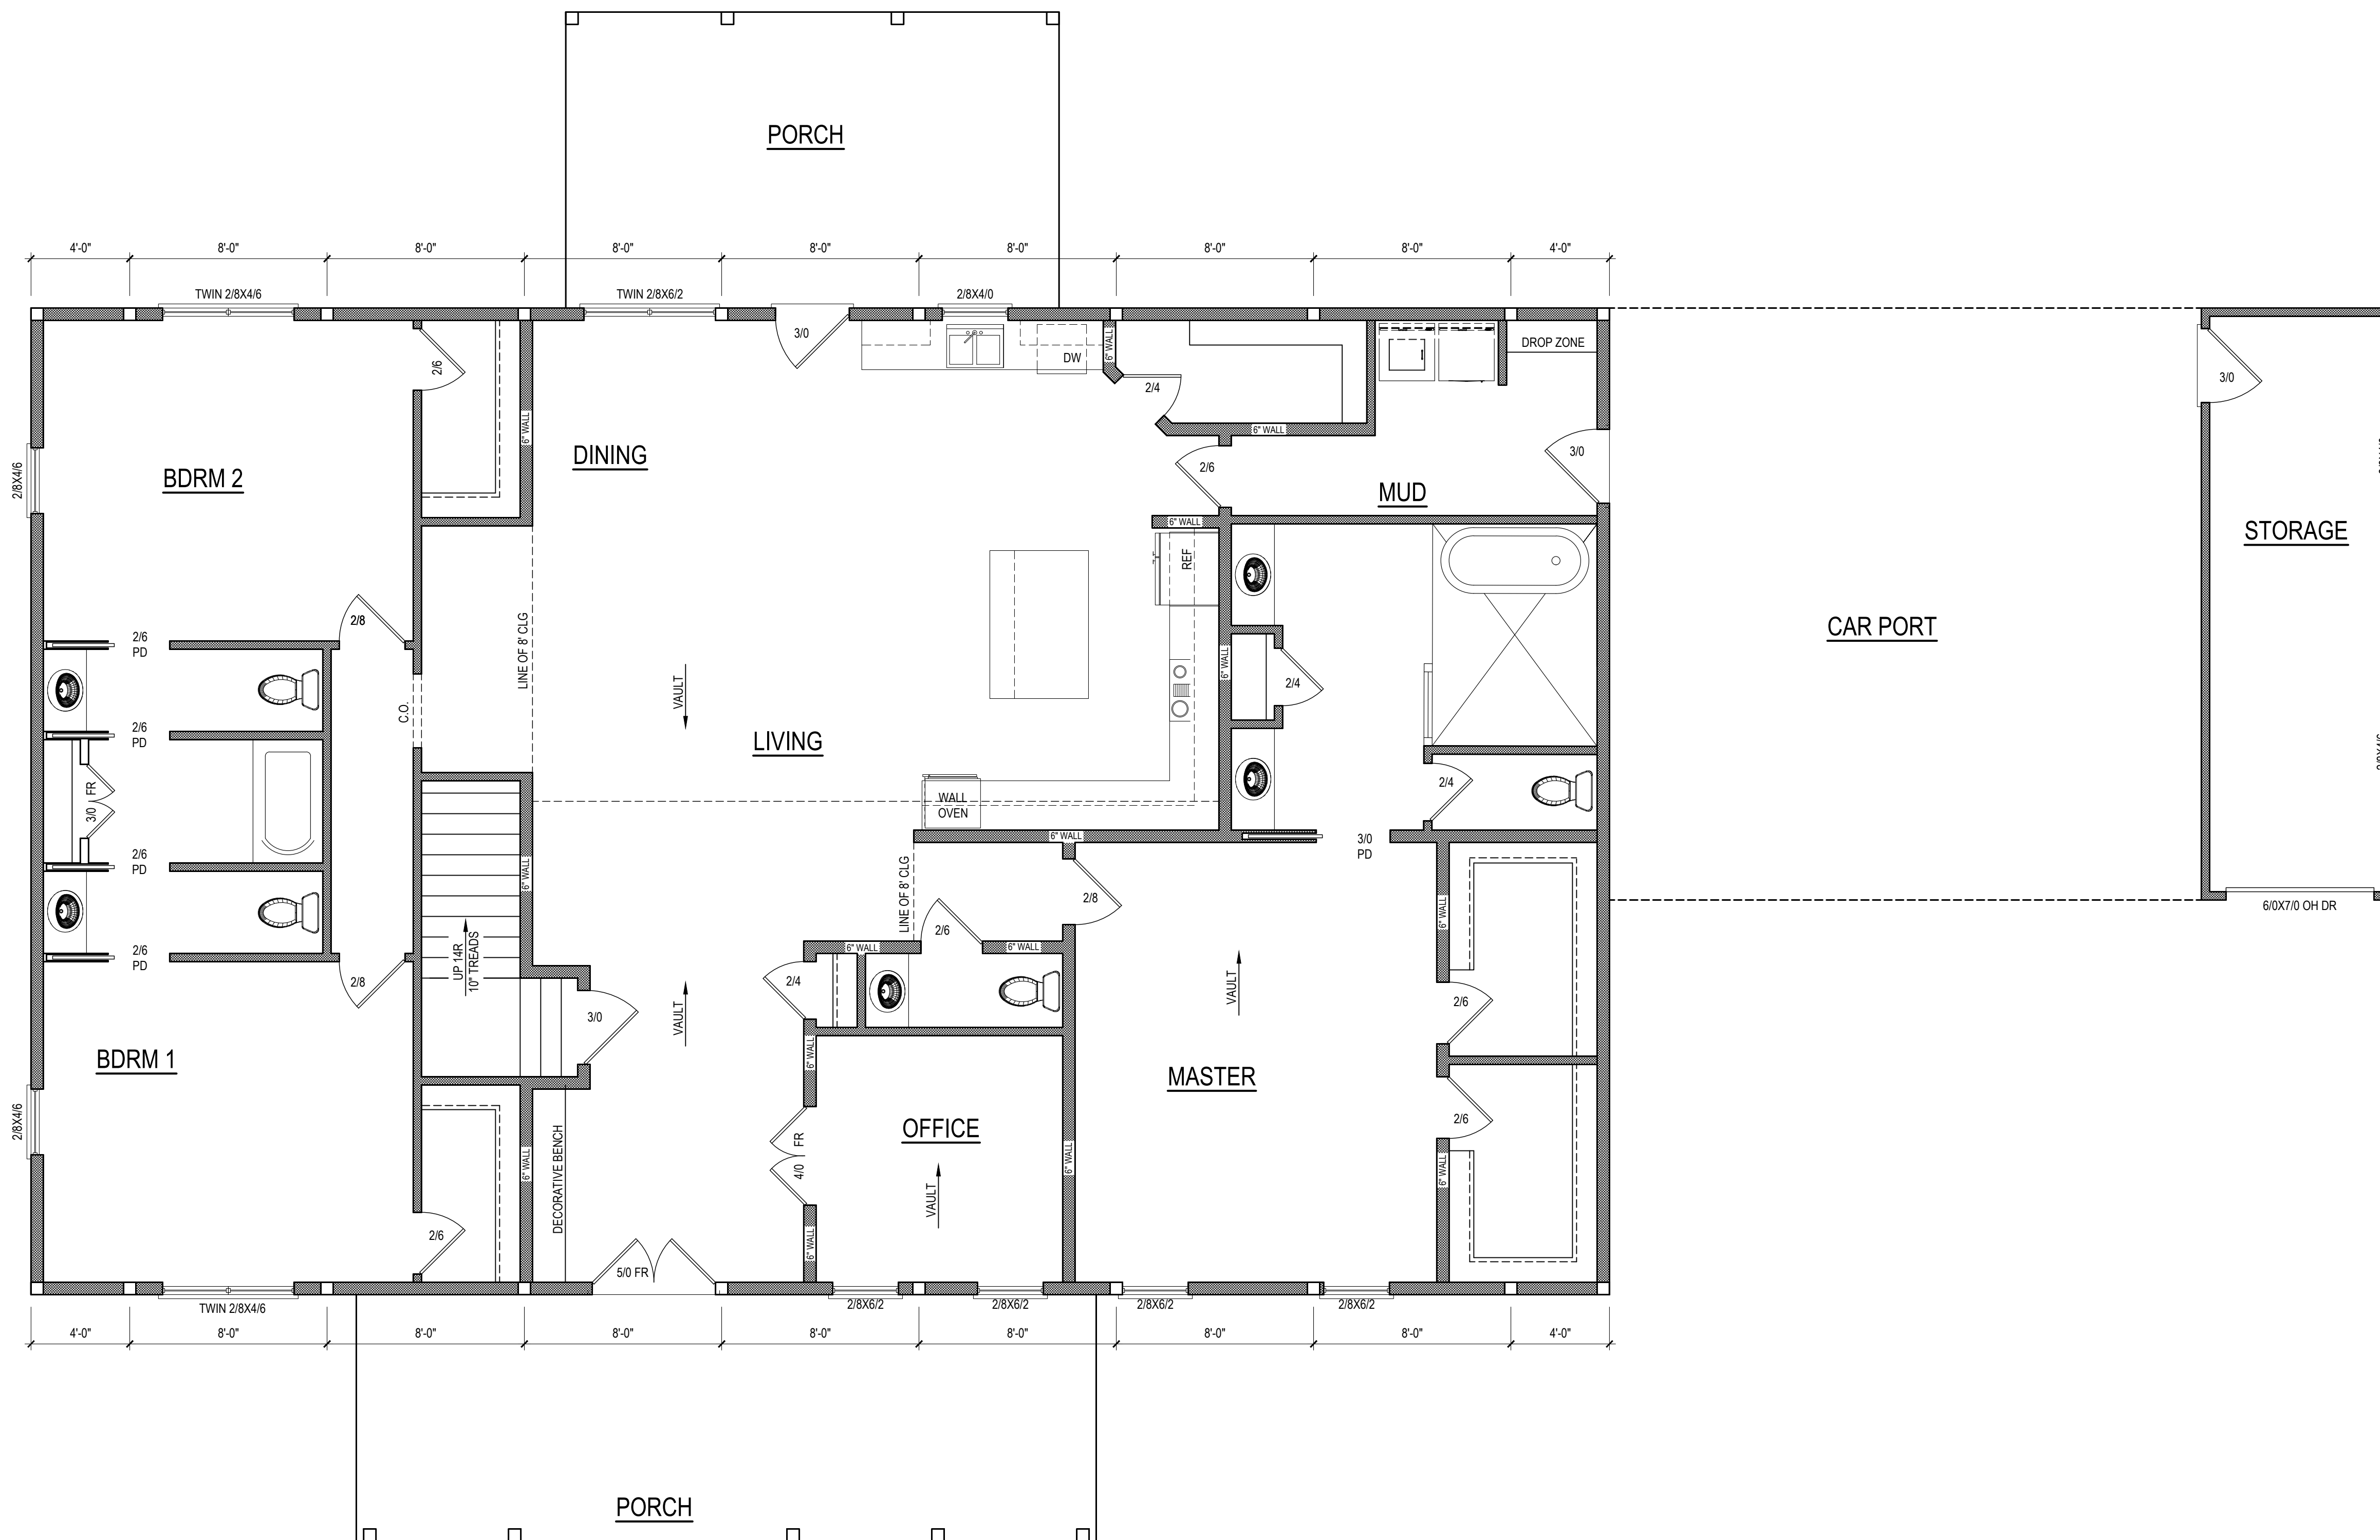 PORCH
4'-0"
8'-0"
8'-0"
8'-0"
8'-0"
8'-0"
8'-0"
8'-0"
4'-0"
TWIN 2/8X4/6
TWIN 2/8X6/2
2/8X4/0
3/0
DW
6" WALL
2/4
DROP ZONE
2/6
3/0
6" WALL
DINING
6" WALL
BDRM 2
2/8X4/6
2/6
3/0
MUD
6" WALL
STORAGE
REF
2/8
LINE OF 8' CLG
CAR PORT
2/6
PD
6" WALL
VAULT
2/4
C.O.
2/6
PD
LIVING
3/0 FR
WALL
OVEN
2/4
6" WALL
3/0
PD
2/6
PD
6" WALL
LINE OF 8' CLG
2/8
6" WALL
6/0X7/0 OH DR
2/6
6" WALL
6" WALL
2/6
PD
UP 14R
10" TREADS
2/8
2/4
VAULT
VAULT
3/0
2/6
BDRM 1
6" WALL
MASTER
2/8X4/6
OFFICE
2/6
DECORATIVE BENCH
6" WALL
4/0 FR
6" WALL
6" WALL
VAULT
2/6
6" WALL
5/0 FR
TWIN 2/8X4/6
2/8X6/2
2/8X6/2
2/8X6/2
2/8X6/2
4'-0"
8'-0"
8'-0"
8'-0"
8'-0"
8'-0"
8'-0"
8'-0"
4'-0"
PORCH